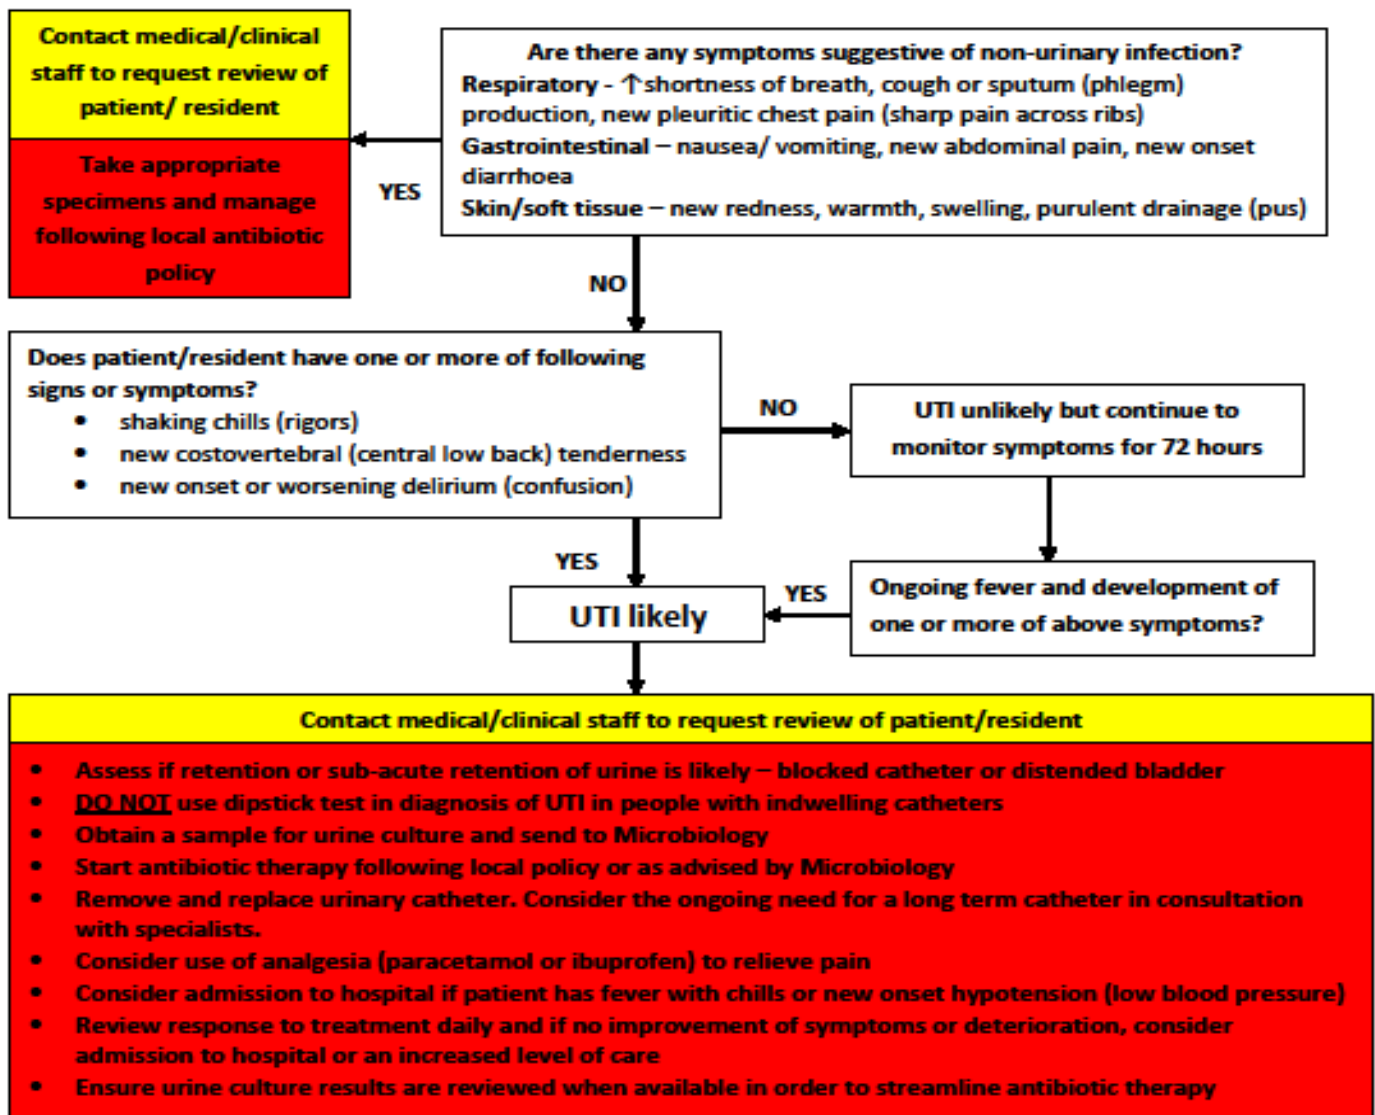 Contact medical/clinical
staff to request review of
patient/ resident
Take appropriate
specimens and manage
following local antibiotic
policy
YES
Are there any symptoms suggestive of non-urinary infection?
Respiratory - ↑shortness of breath, cough or sputum (phlegm)
production, new pleuritic chest pain (sharp pain across ribs)
Gastrointestinal – nausea/ vomiting, new abdominal pain, new onset
diarrhoea
Skin/soft tissue – new redness, warmth, swelling, purulent drainage (pus)
NO
Does patient/resident have one or more of following
signs or symptoms?
• shaking chills (rigors)
• new costovertebral (central low back) tenderness
• new onset or worsening delirium (confusion)
NO
UTI unlikely but continue to
monitor symptoms for 72 hours
YES
UTI likely
YES
Ongoing fever and development of
one or more of above symptoms?
Contact medical/clinical staff to request review of patient/resident
• Assess if retention or sub-acute retention of urine is likely – blocked catheter or distended bladder
• DO NOT use dipstick test in diagnosis of UTI in people with indwelling catheters
• Obtain a sample for urine culture and send to Microbiology
• Start antibiotic therapy following local policy or as advised by Microbiology
• Remove and replace urinary catheter. Consider the ongoing need for a long term catheter in consultation
with specialists.
• Consider use of analgesia (paracetamol or ibuprofen) to relieve pain
• Consider admission to hospital if patient has fever with chills or new onset hypotension (low blood pressure)
• Review response to treatment daily and if no improvement of symptoms or deterioration, consider
admission to hospital or an increased level of care
• Ensure urine culture results are reviewed when available in order to streamline antibiotic therapy